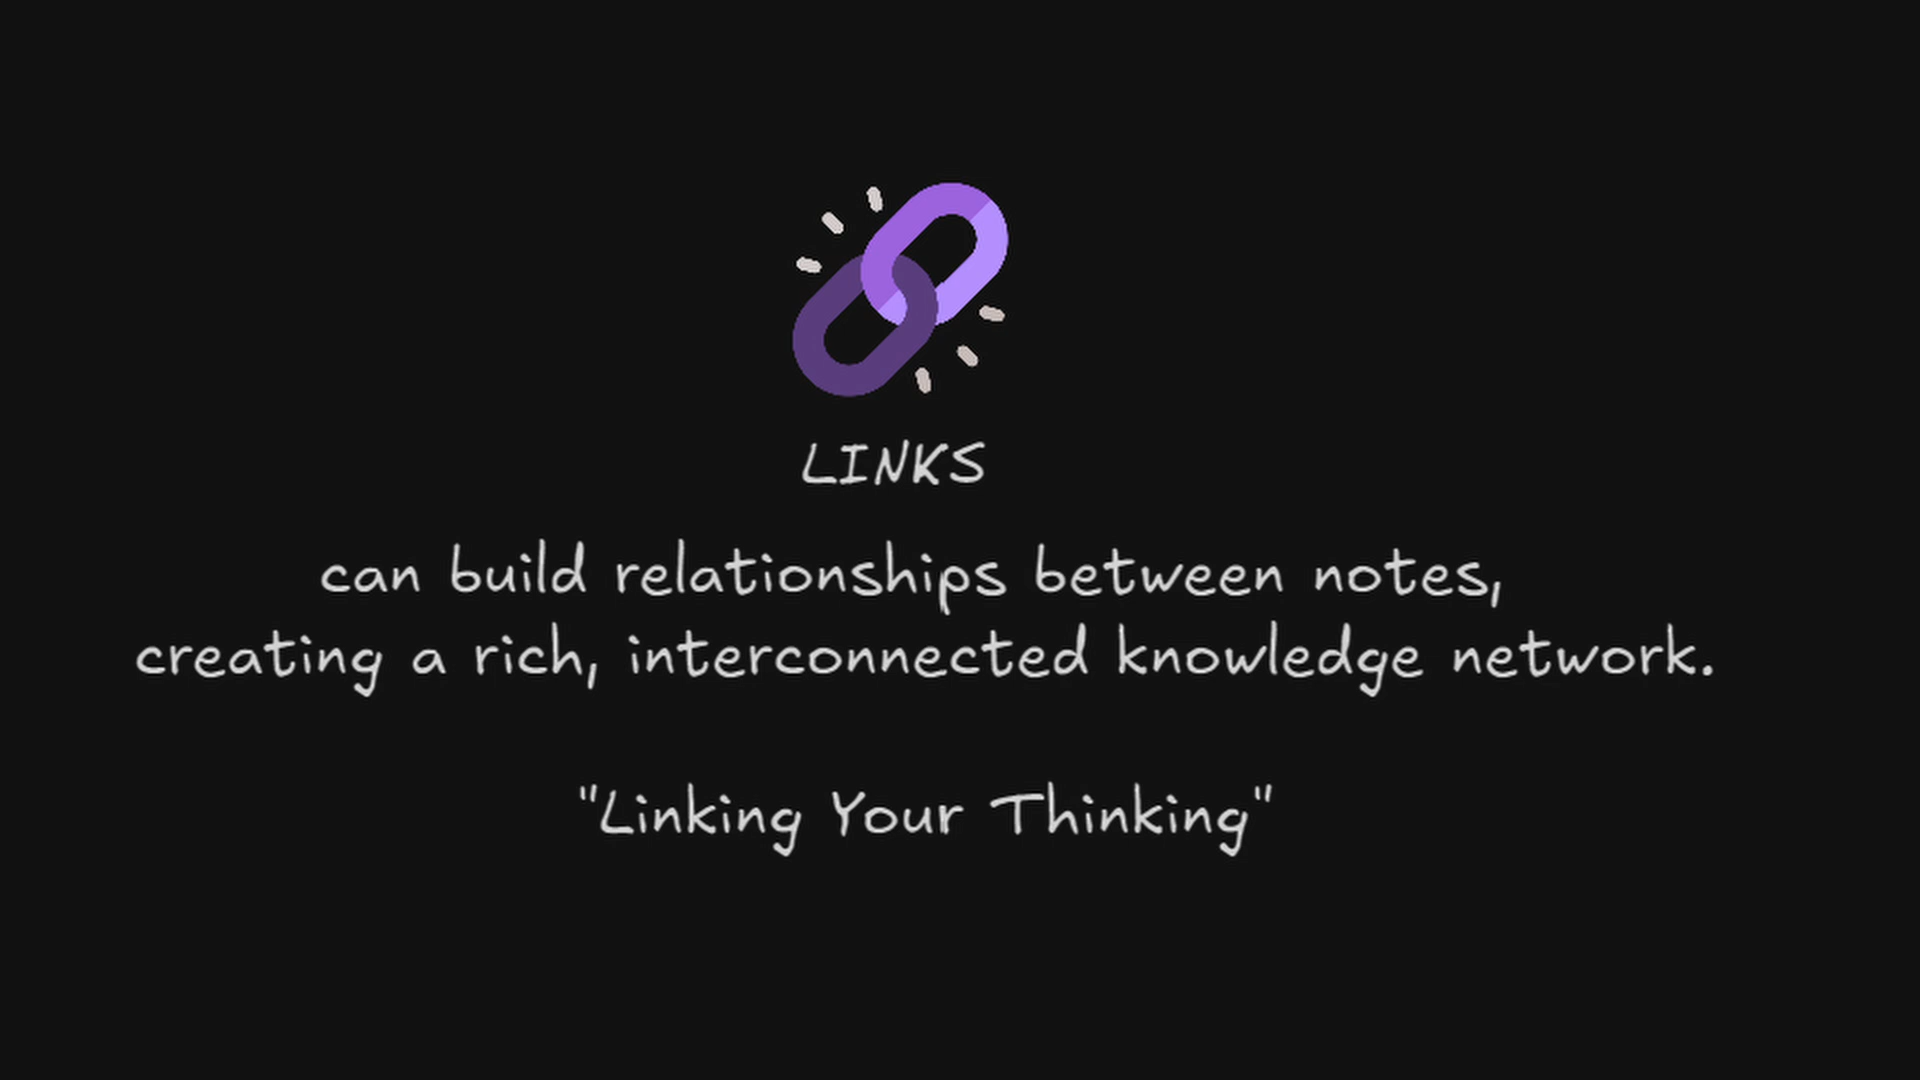 LINKS
can build relationships between notes,
creating a rich, interconnected knowledge network.
"Linking Your Thinking"